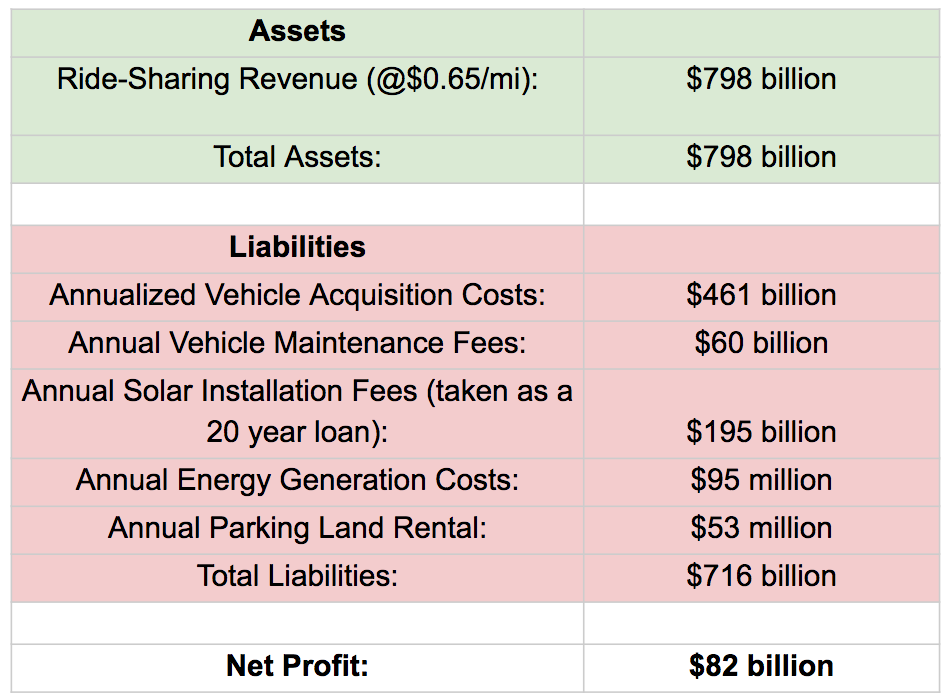 Assets
Ride-Sharing Revenue (@$0.65/mi): $798 billion
Total Assets: $798 billion
Liabilities
Annualized Vehicle Acquisition Costs: $461 billion
Annual Vehicle Maintenance Fees: $60 billion
Annual Solar Installation Fees (taken as a
20 year loan): $195 billion
Annual Energy Generation Costs: $95 million
Annual Parking Land Rental: $53 million
Total Liabilities: $716 billion
Net Profit: $82 billion